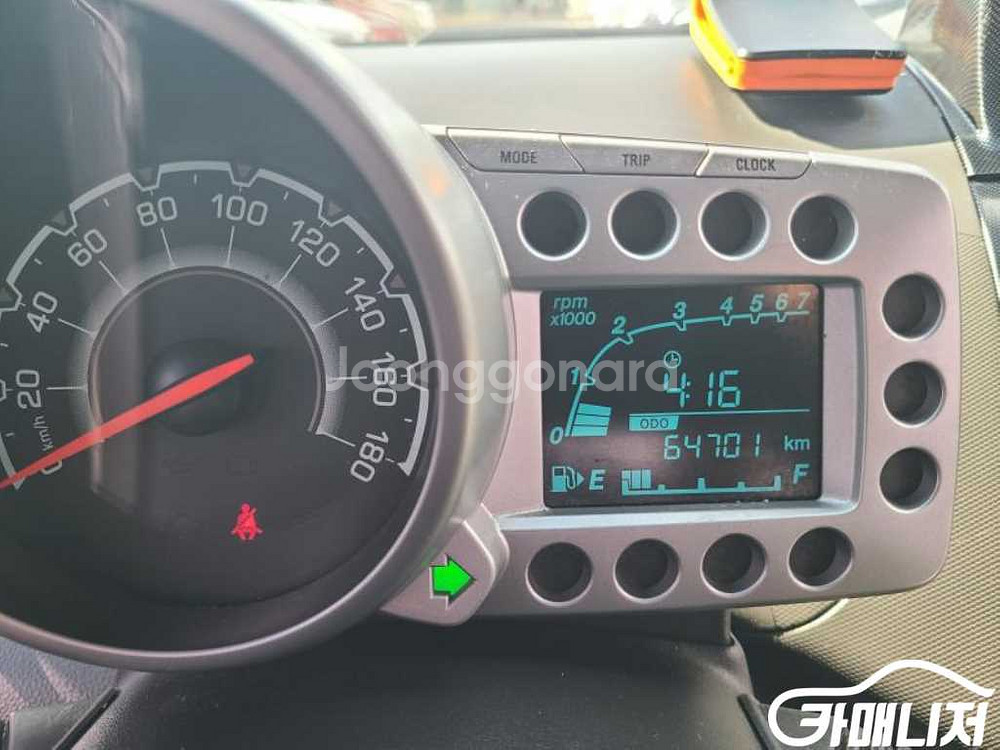 MODE TRIP CLOCK
20
40
60
80
100
120
140
160
180
0
km/h
rpm
x1000
0 1 2 3 4 5 6 7
4:16
ODO
64701 km
E F
Joonggonara
카매니저